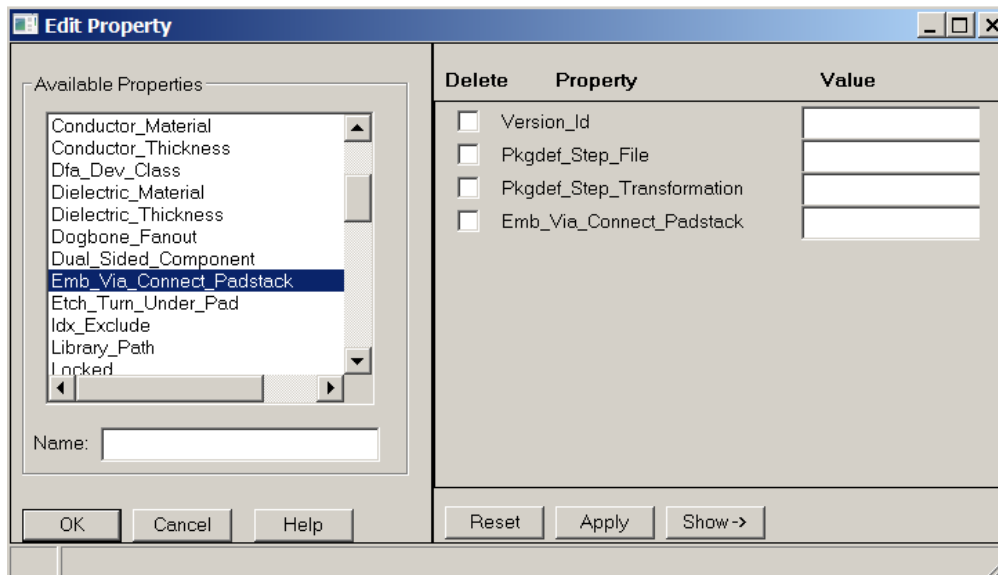 Edit Property
Available Properties
Conductor_Material
Conductor_Thickness
Dfa_Dev_Class
Dielectric_Material
Dielectric_Thickness
Dogbone_Fanout
Dual_Sided_Component
Emb_Via_Connect_Padstack
Etch_Turn_Under_Pad
Idx_Exclude
Library_Path
Locked
Name:
OK Cancel Help
Delete Property Value
Version_Id
Pkgdef_Step_File
Pkgdef_Step_Transformation
Emb_Via_Connect_Padstack
Reset Apply Show->